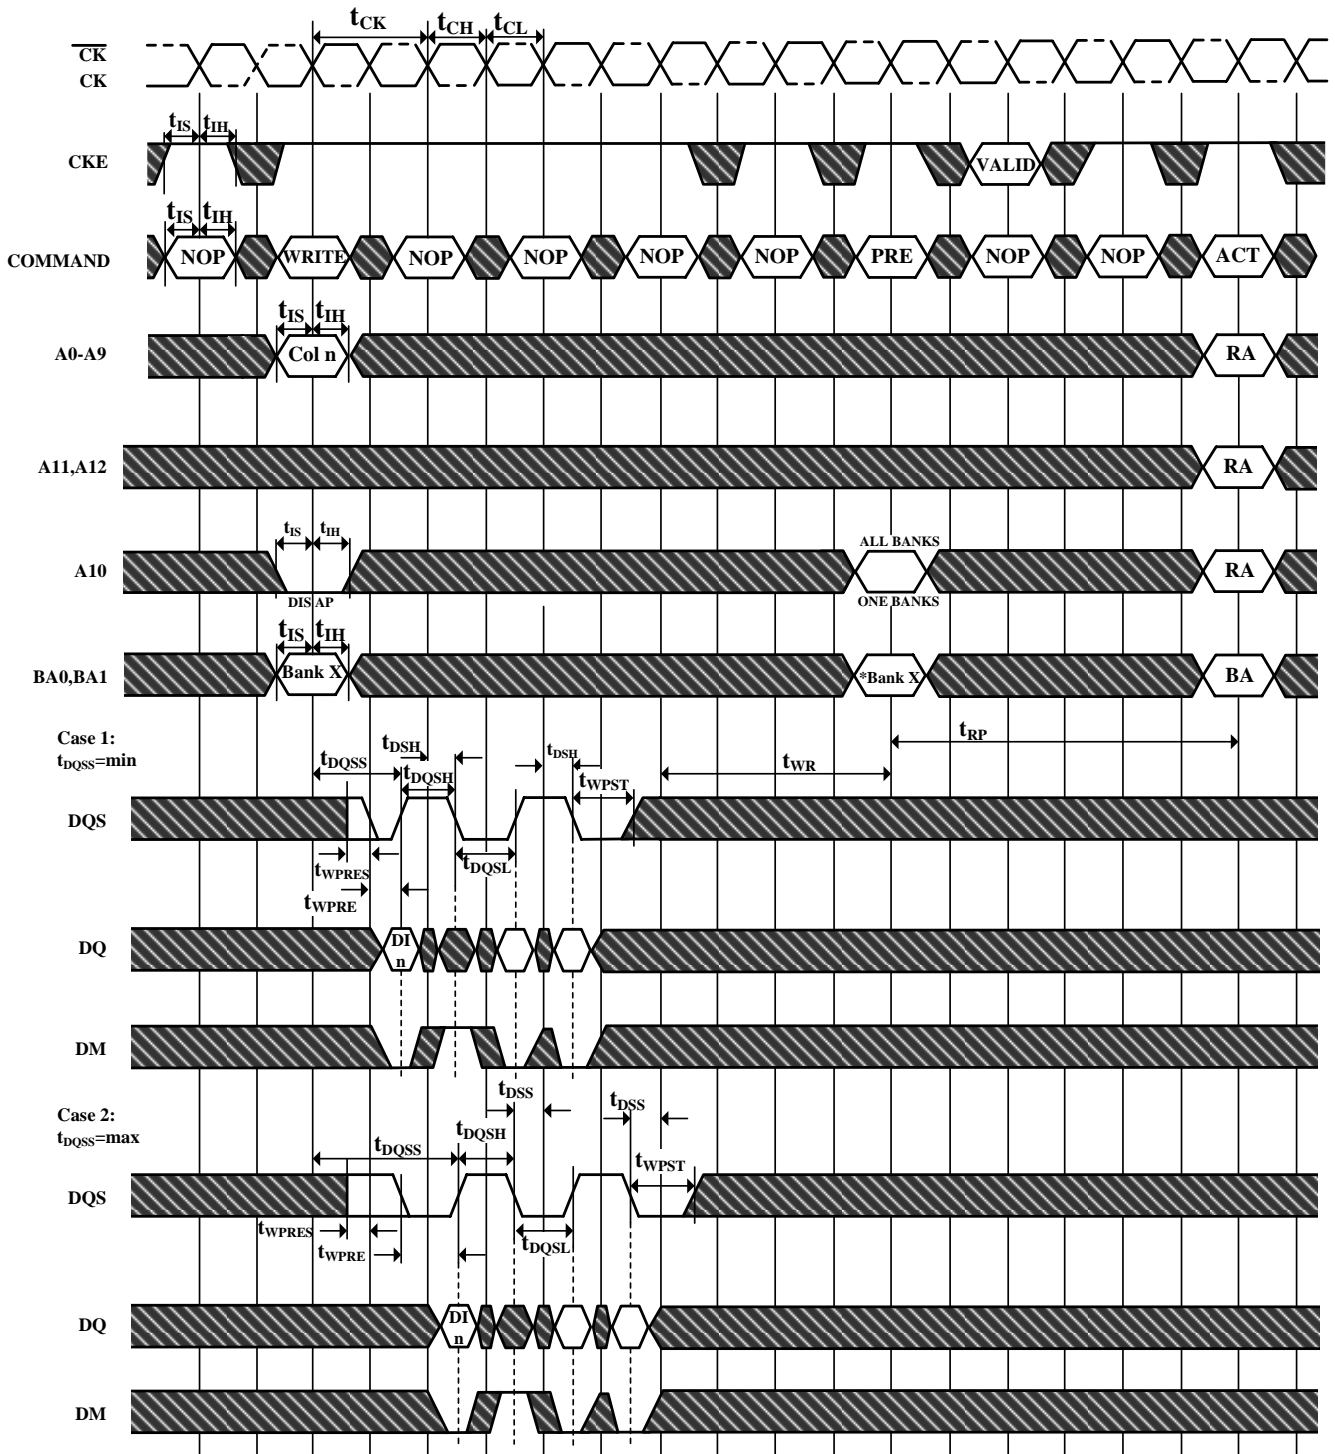 tCK tCH tCL
CK
CK
tIS tIH
CKE VALID
tIS tIH
COMMAND NOP WRITE NOP NOP NOP NOP PRE NOP NOP ACT
tIS tIH
A0-A9 Col n RA
A11,A12 RA
tIS tIH ALL BANKS
A10 RA
DIS AP ONE BANKS
tIS tIH
BA0,BA1 Bank X *Bank X BA
Case 1:
tDQSS=min
tDQSS tDSH tDQSH tDSH tWPST tWR tRP
DQS
tWPRES tDQSL
tWPRE
DQ DI n
DM
Case 2:
tDQSS=max
tDSS tDSS
tDQSS tDQSH tWPST
DQS
tWPRES tWPRE tDQSL
DQ DI n
DM